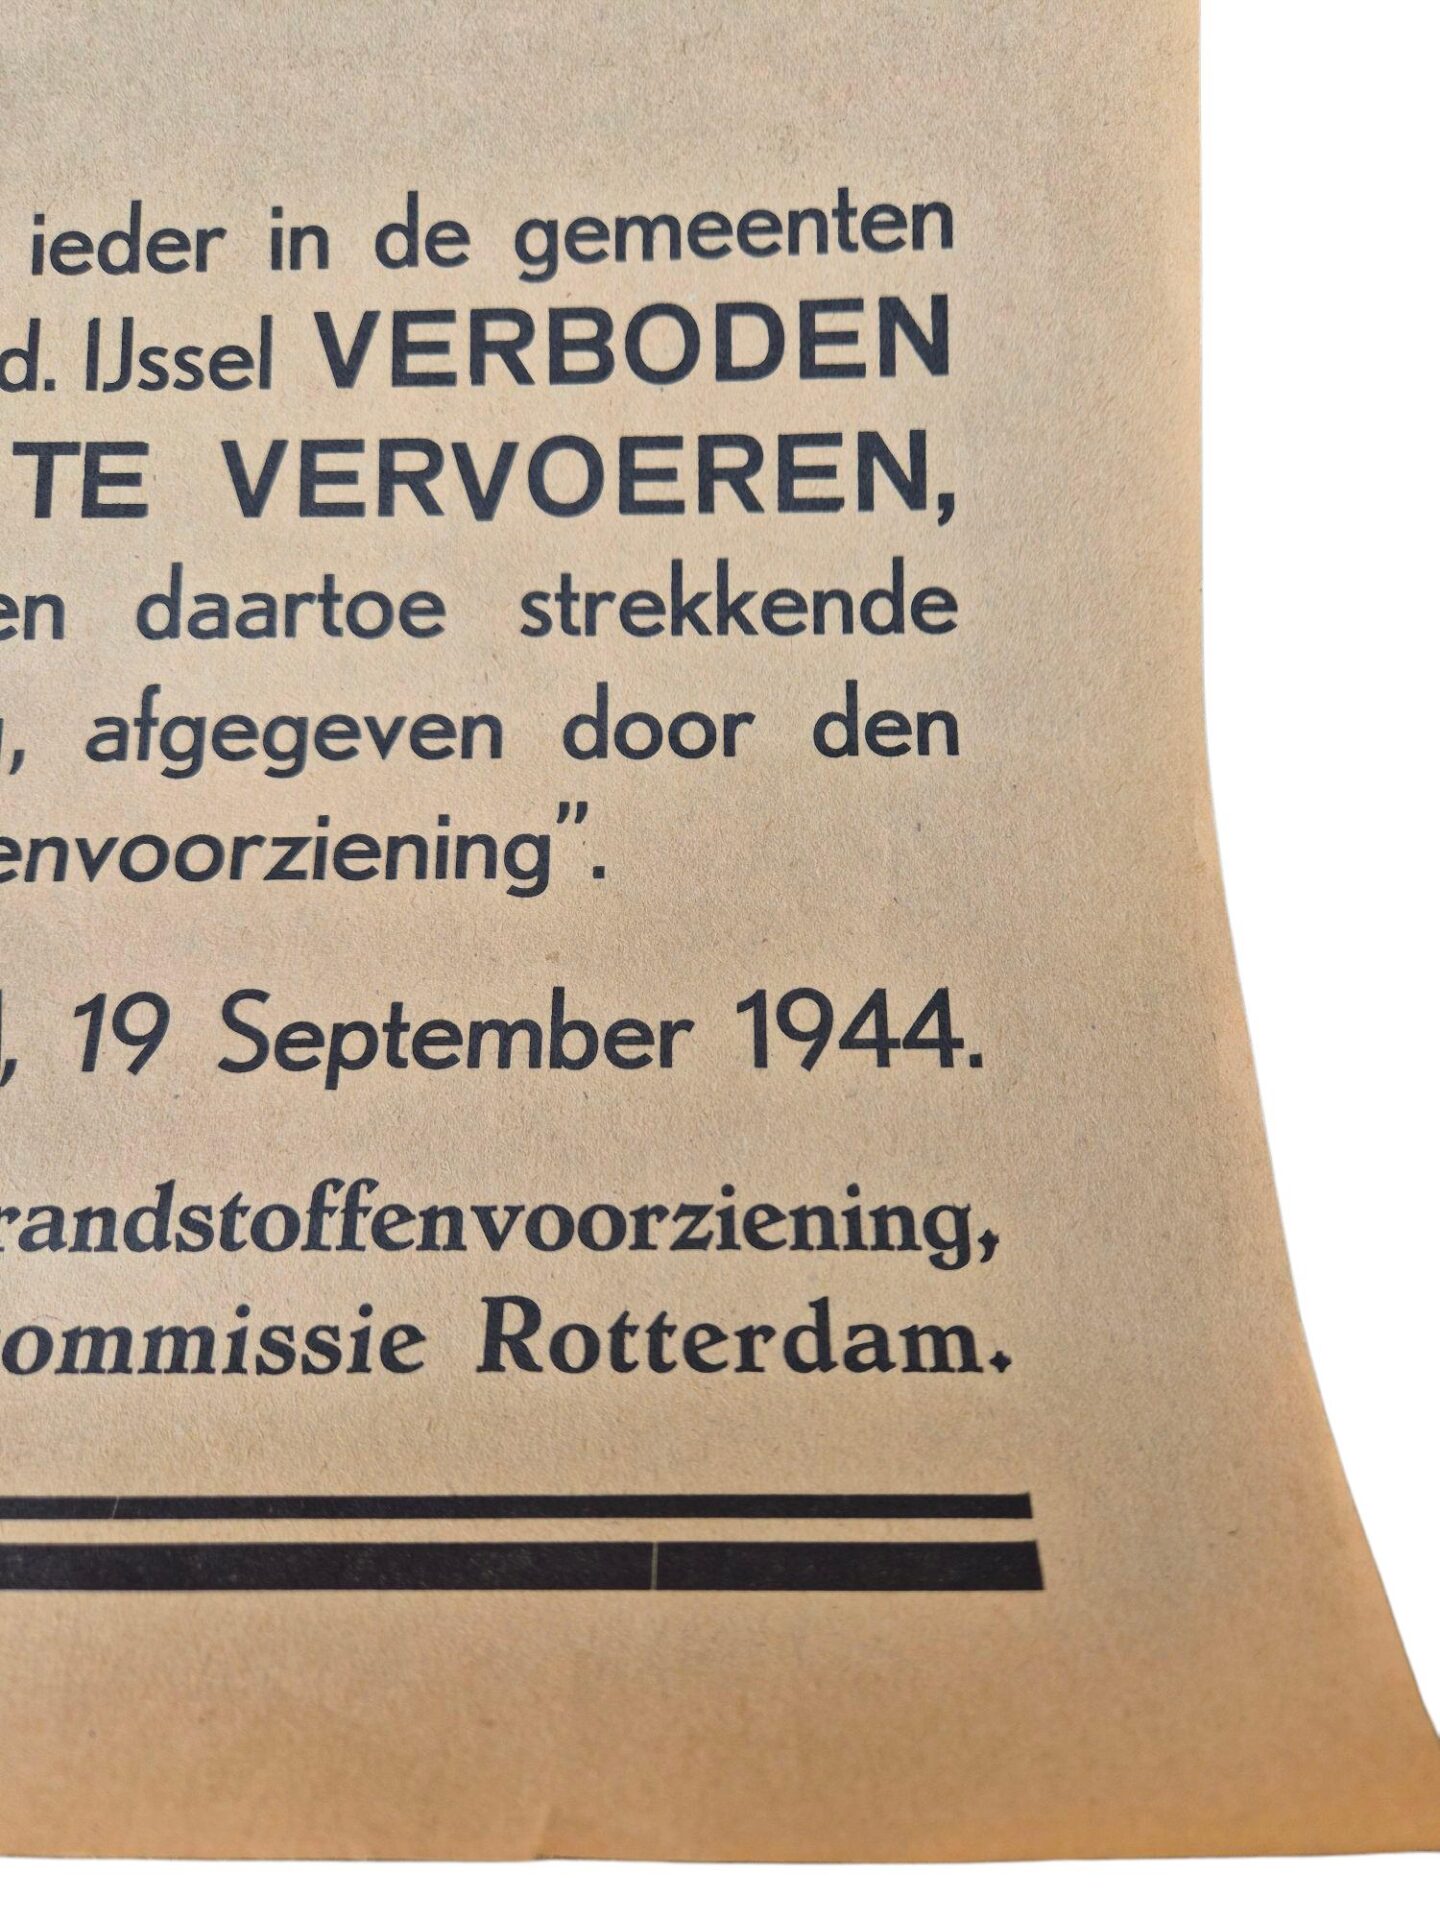 ieder in de gemeenten
d. IJssel VERBODEN
TE VERVOEREN,
en daartoe strekkende
, afgegeven door den
envoorziening”.
, 19 September 1944.
randstoffenvoorziening,
ommissie Rotterdam.